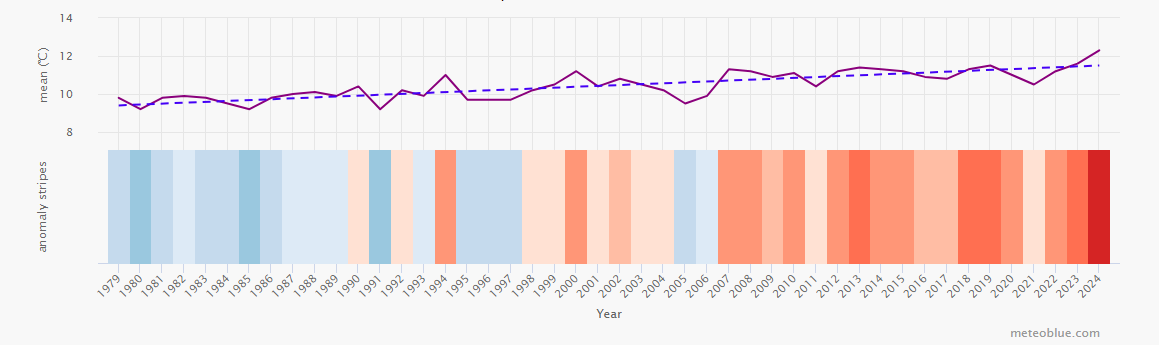 14
12
10
8
mean (℃)
anomaly stripes
1979 1980 1981 1982 1983 1984 1985 1986 1987 1988 1989 1990 1991 1992 1993 1994 1995 1996 1997 1998 1999 2000 2001 2002 2003 2004 2005 2006 2007 2008 2009 2010 2011 2012 2013 2014 2015 2016 2017 2018 2019 2020 2021 2022 2023 2024
Year
meteoblue.com